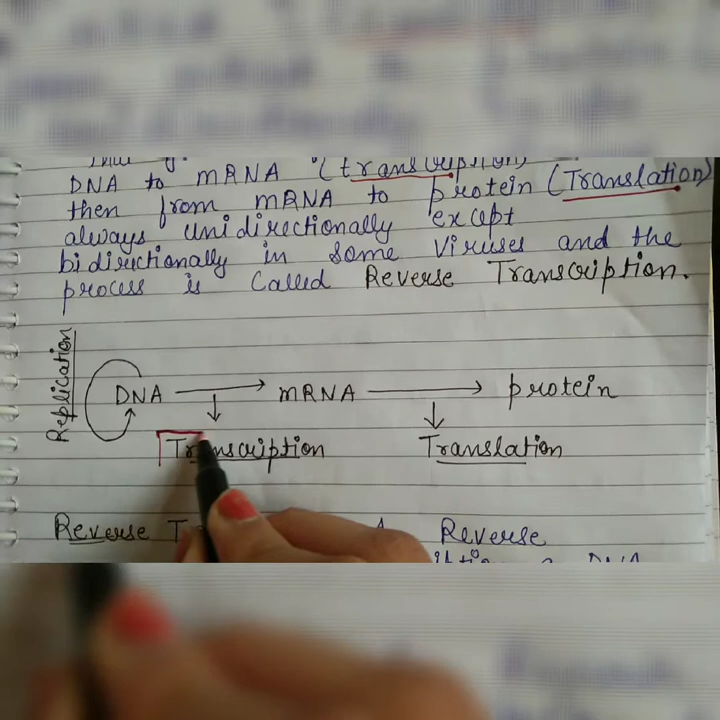 DNA to mRNA (transcription)
then from mRNA to protein (Translation)
always unidirectionally except
bidirectionally in some viruses and the
process is called Reverse Transcription.
Replication
DNA → mRNA → protein
↓ ↓
Transcription Translation
Reverse T Reverse
DNA